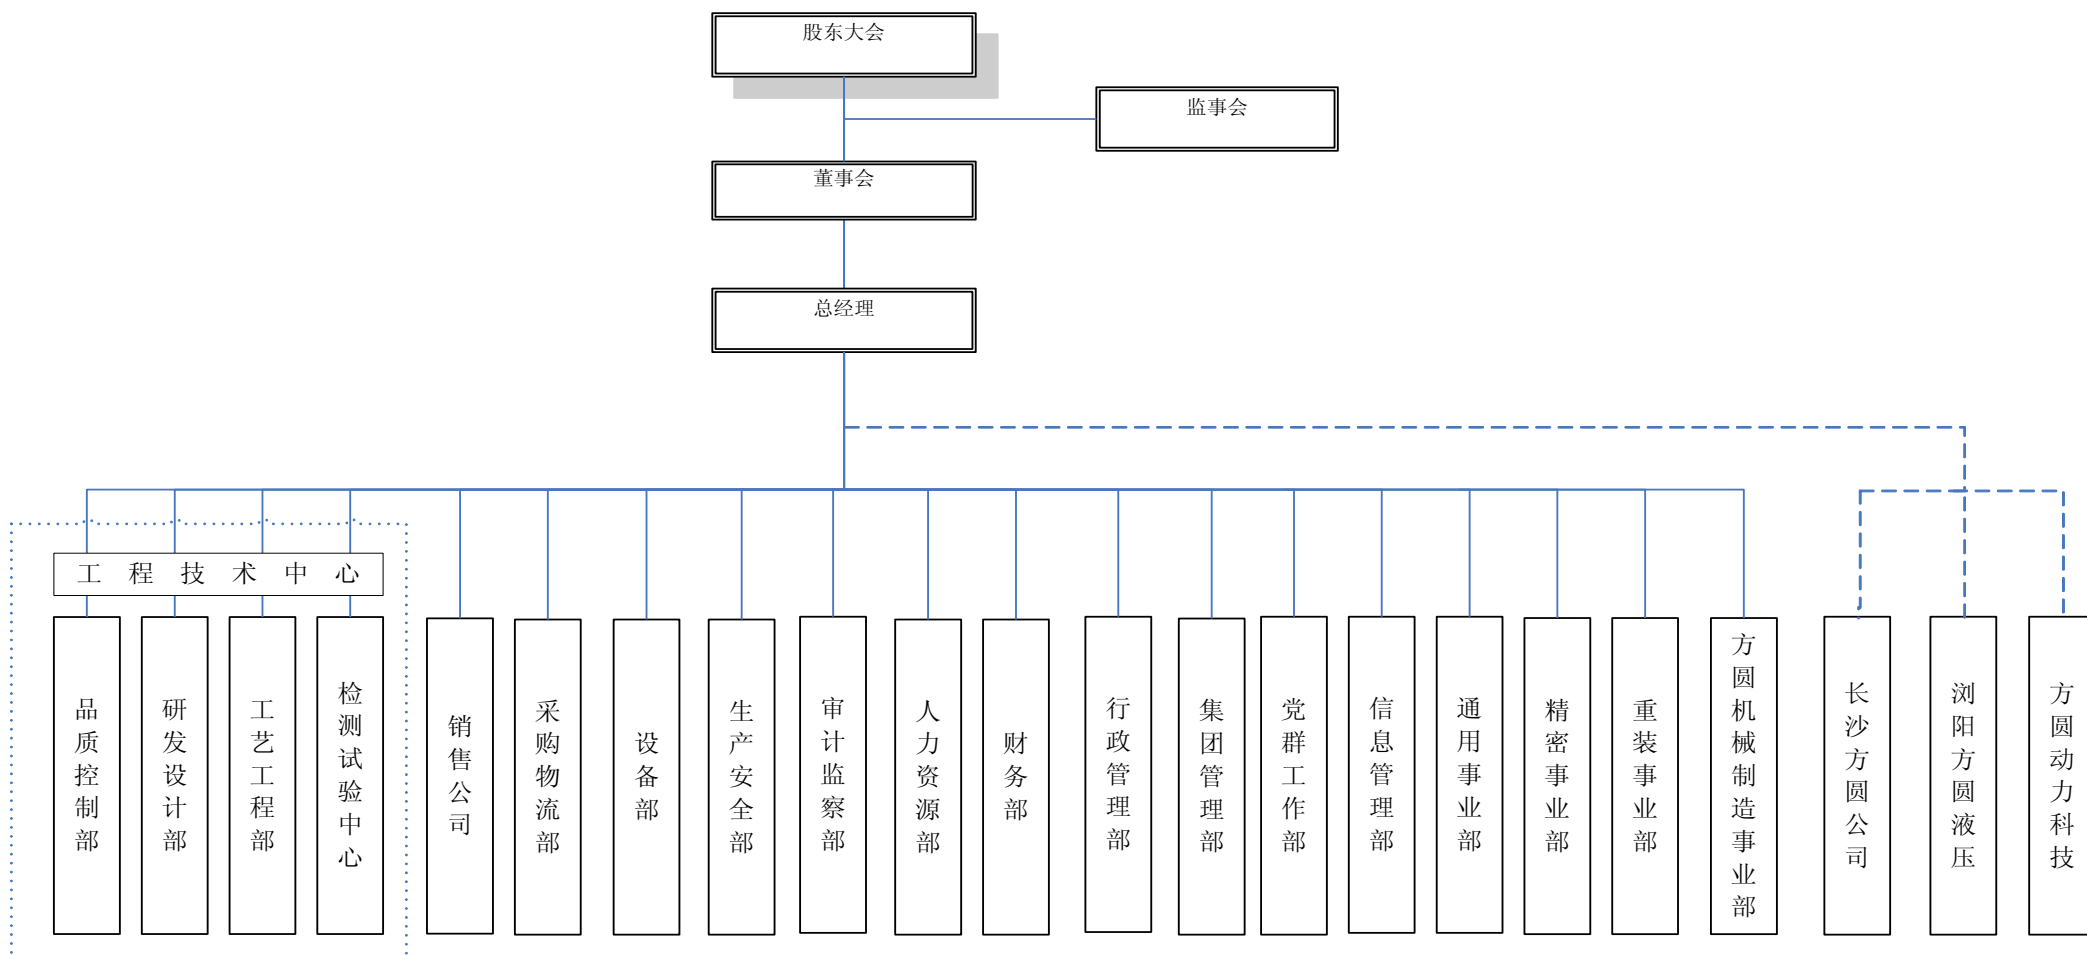 股东大会
监事会
董事会
总经理
工程技术中心
品质控制部
研发设计部
工艺工程部
检测试验中心
销售公司
采购物流部
设备部
生产安全部
审计监察部
人力资源部
财务部
行政管理部
集团管理部
党群工作部
信息管理部
通用事业部
精密事业部
重装事业部
方圆机械制造事业部
长沙方圆公司
浏阳方圆液压
方圆动力科技